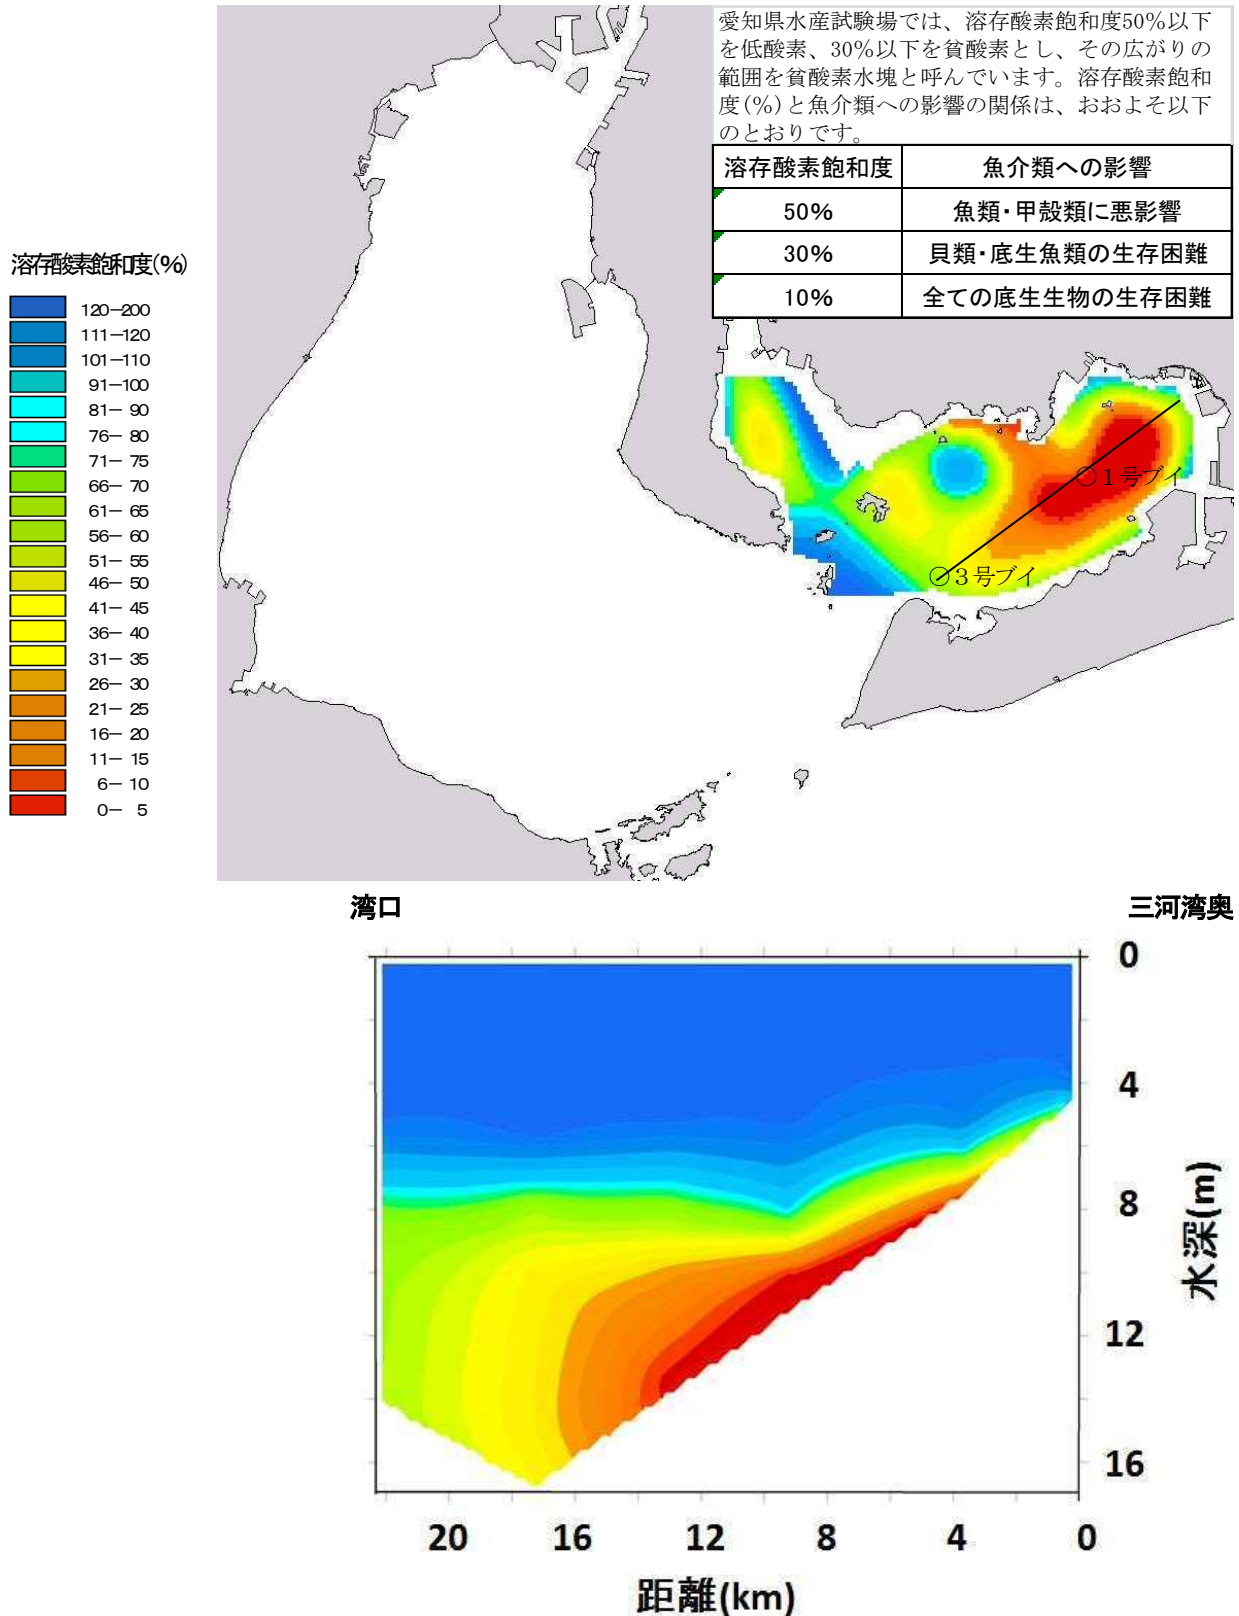 愛知県水産試験場では、溶存酸素飽和度50%以下
を低酸素、30%以下を貧酸素とし、その広がりの
範囲を貧酸素水塊と呼んでいます。溶存酸素飽和
度(%)と魚介類への影響の関係は、おおよそ以下
のとおりです。
溶存酸素飽和度 魚介類への影響
50% 魚類・甲殻類に悪影響
30% 貝類・底生魚類の生存困難
10% 全ての底生生物の生存困難
溶存酸素飽和度(%)
120-200
111-120
101-110
91-100
81- 90
76- 80
71- 75
66- 70
61- 65
56- 60
51- 55
46- 50
41- 45
36- 40
31- 35
26- 30
21- 25
16- 20
11- 15
6- 10
0- 5
○1号ブイ
○3号ブイ
湾口 三河湾奥
0
4
8
12
16
水深(m)
20 16 12 8 4 0
距離(km)